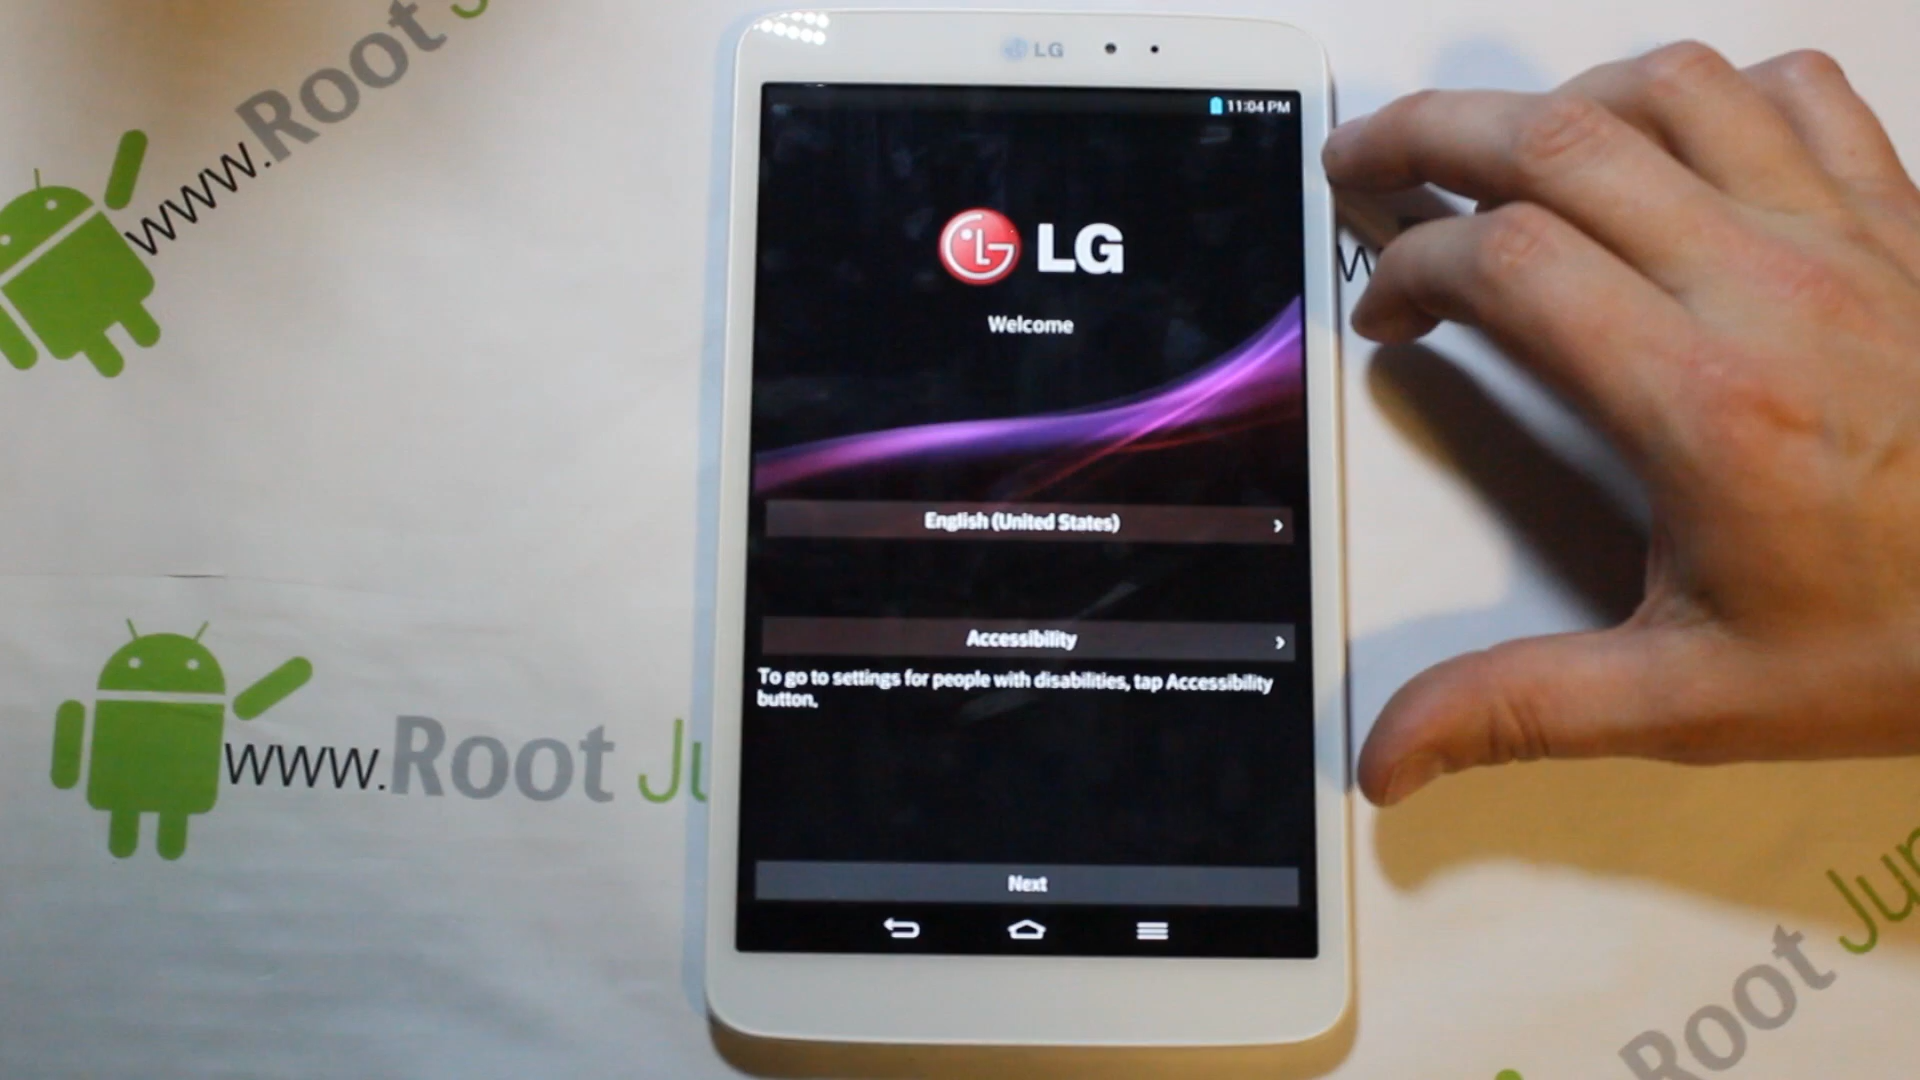 www.Root J
LG
11:04 PM
LG
Welcome
English (United States)
Accessibility
To go to settings for people with disabilities, tap Accessibility
button.
Next
www.Root Ju
w
Root Jun